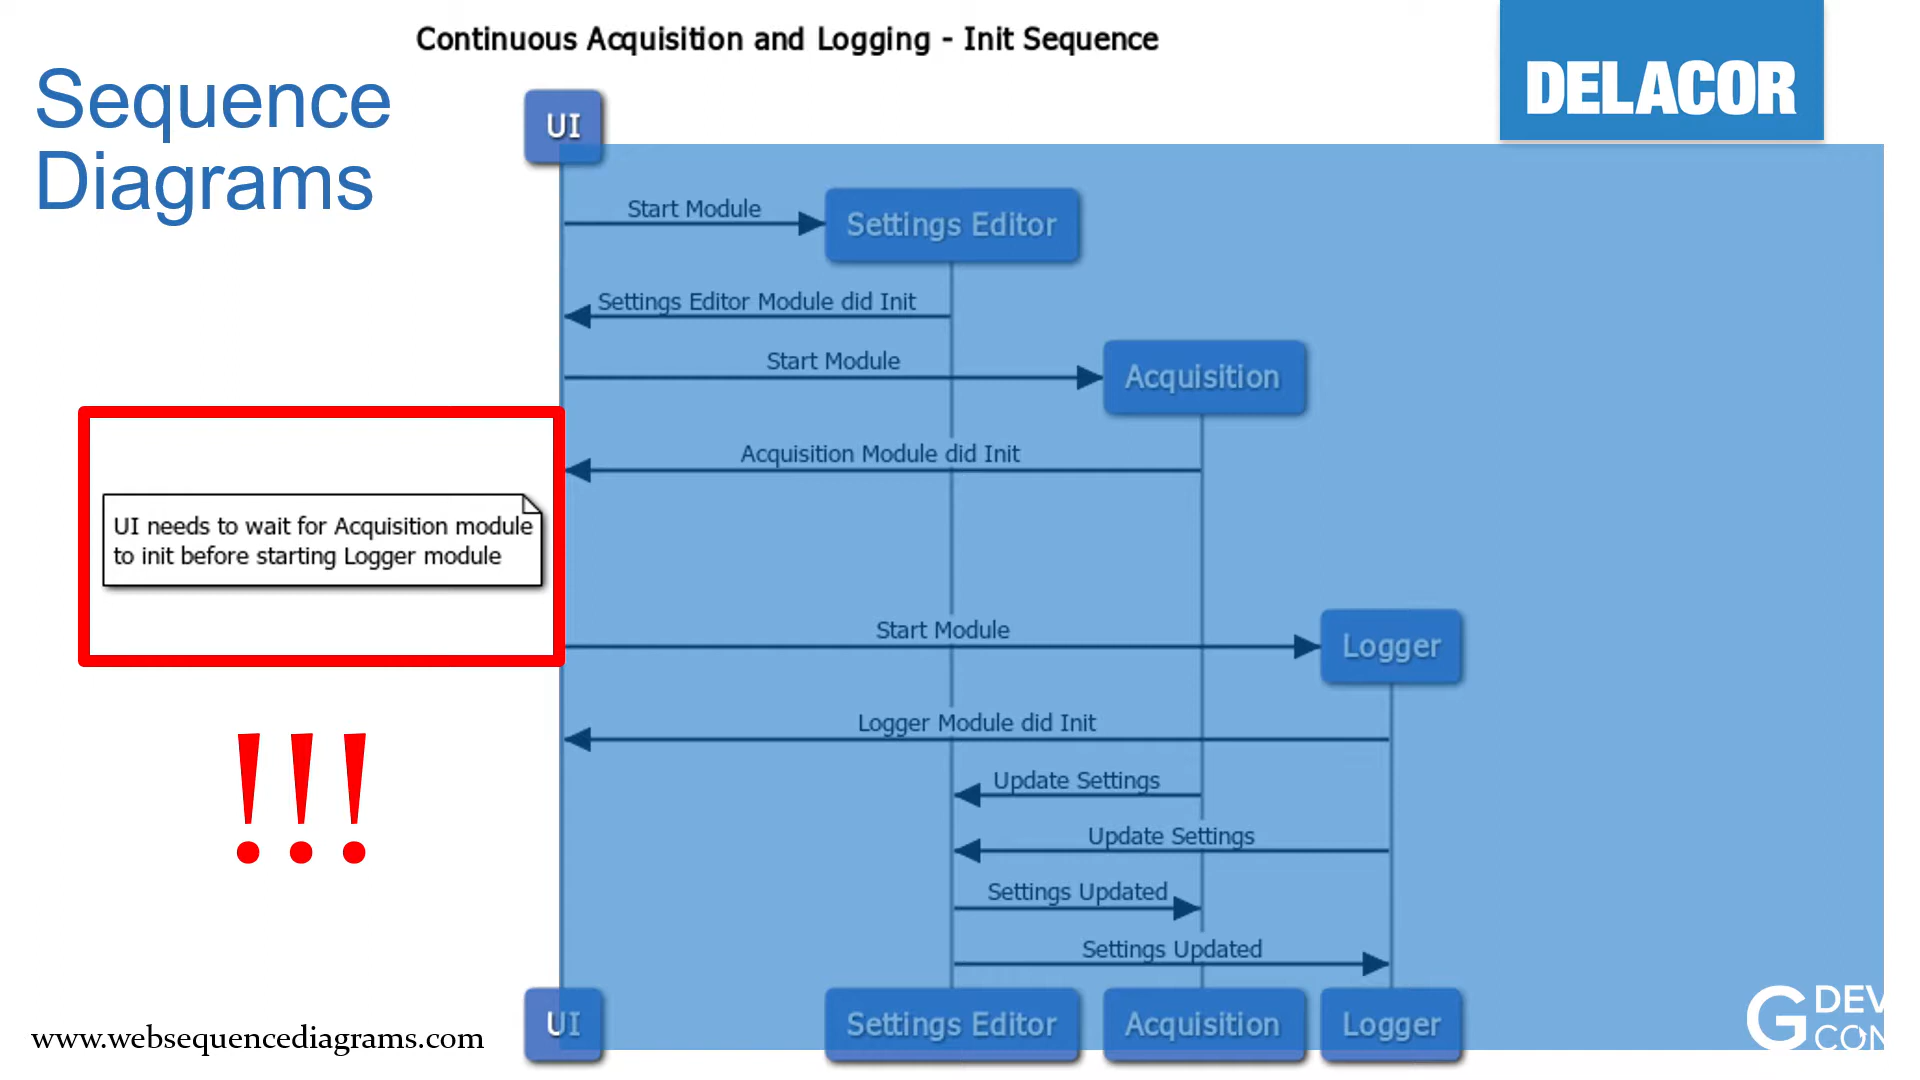 Continuous Acquisition and Logging - Init Sequence
Sequence
Diagrams
DELACOR
UI
Start Module
Settings Editor
Settings Editor Module did Init
Start Module
Acquisition
Acquisition Module did Init
UI needs to wait for Acquisition module
to init before starting Logger module
Start Module
Logger
Logger Module did Init
Update Settings
Update Settings
Settings Updated
Settings Updated
!!!
UI
Settings Editor
Acquisition
Logger
www.websequencediagrams.com
G DEV
CON